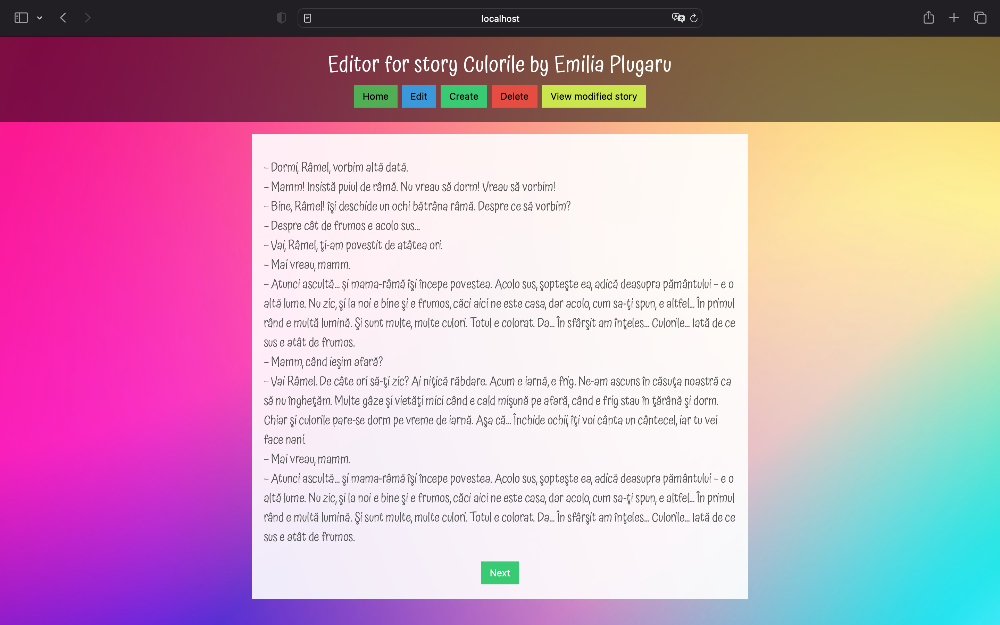 localhost
Editor for story Culorile by Emilia Plugaru
Home Edit Create Delete View modified story
– Dormi, Râmel, vorbim altă dată.
– Mamm! Insistă puiul de râmă. Nu vreau să dorm! Vreau să vorbim!
– Bine, Râmel! îşi deschide un ochi bătrâna râmă. Despre ce să vorbim?
– Despre cât de frumos e acolo sus...
– Vai, Râmel, ţi-am povestit de atâtea ori.
– Mai vreau, mamm.
– Atunci ascultă... și mama-râmă îşi începe povestea. Acolo sus, şopteşte ea, adică deasupra pământului – e o
altă lume. Nu zic, şi la noi e bine şi e frumos, căci aici ne este casa, dar acolo, cum sa-ţi spun, e altfel... În primul
rând e multă lumină. Şi sunt multe, multe culori. Totul e colorat. Da... În sfârşit am înţeles... Culorile... Iată de ce
sus e atât de frumos.
– Mamm, când ieşim afară?
– Vai Râmel. De câte ori să-ţi zic? Ai niţică răbdare. Acum e iarnă, e frig. Ne-am ascuns în căsuţa noastră ca
să nu îngheţăm. Multe gâze şi vietăţi mici când e cald mişună pe afară, când e frig stau în ţărână şi dorm.
Chiar şi culorile pare-se dorm pe vreme de iarnă. Aşa că... Închide ochii, îţi voi cânta un cântecel, iar tu vei
face nani.
– Mai vreau, mamm.
– Atunci ascultă... şi mama-râmă îşi începe povestea. Acolo sus, şopteşte ea, adică deasupra pământului – e o
altă lume. Nu zic, şi la noi e bine şi e frumos, căci aici ne este casa, dar acolo, cum sa-ţi spun, e altfel... În primul
rând e multă lumină. Şi sunt multe, multe culori. Totul e colorat. Da... În sfârşit am înţeles... Culorile... Iată de ce
sus e atât de frumos.
Next